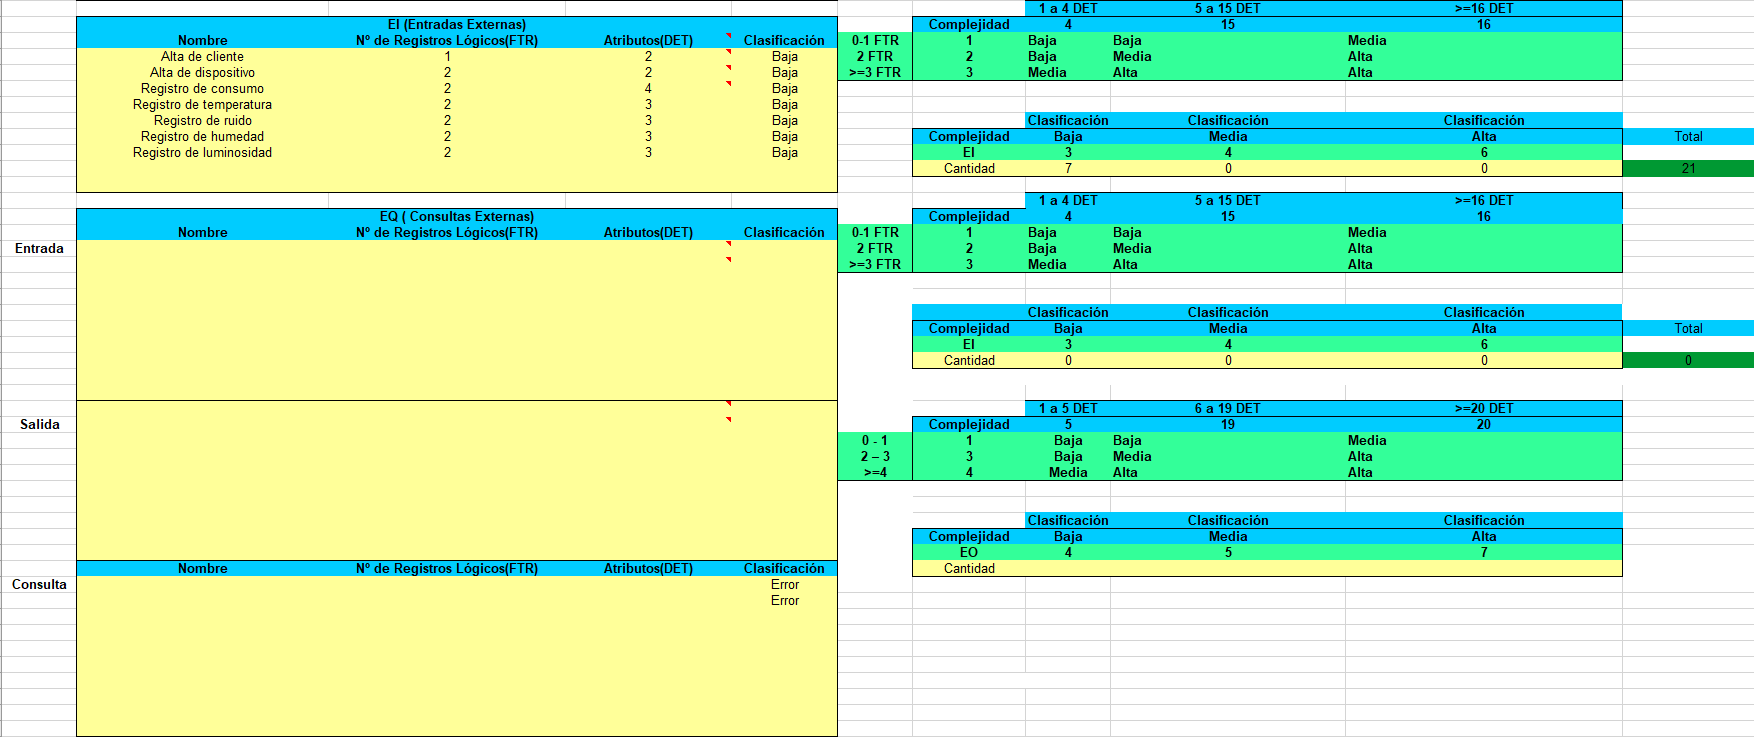 1 a 4 DET 5 a 15 DET >=16 DET
EI (Entradas Externas) Complejidad 4 15 16
Nombre Nº de Registros Lógicos(FTR) Atributos(DET) Clasificación 0-1 FTR 1 Baja Baja Media
Alta de cliente 1 2 Baja 2 FTR 2 Baja Media Alta
Alta de dispositivo 2 2 Baja >=3 FTR 3 Media Alta Alta
Registro de consumo 2 4 Baja
Registro de temperatura 2 3 Baja
Registro de ruido 2 3 Baja Clasificación Clasificación Clasificación
Registro de humedad 2 3 Baja Complejidad Baja Media Alta Total
Registro de luminosidad 2 3 Baja EI 3 4 6
Cantidad 7 0 0 21
1 a 4 DET 5 a 15 DET >=16 DET
EQ ( Consultas Externas) Complejidad 4 15 16
Nombre Nº de Registros Lógicos(FTR) Atributos(DET) Clasificación 0-1 FTR 1 Baja Baja Media
Entrada 2 FTR 2 Baja Media Alta
>=3 FTR 3 Media Alta Alta
Clasificación Clasificación Clasificación
Complejidad Baja Media Alta Total
EI 3 4 6
Cantidad 0 0 0 0
1 a 5 DET 6 a 19 DET >=20 DET
Salida Complejidad 5 19 20
0 - 1 1 Baja Baja Media
2 – 3 3 Baja Media Alta
>=4 4 Media Alta Alta
Clasificación Clasificación Clasificación
Complejidad Baja Media Alta
EO 4 5 7
Nombre Nº de Registros Lógicos(FTR) Atributos(DET) Clasificación Cantidad
Consulta Error
Error